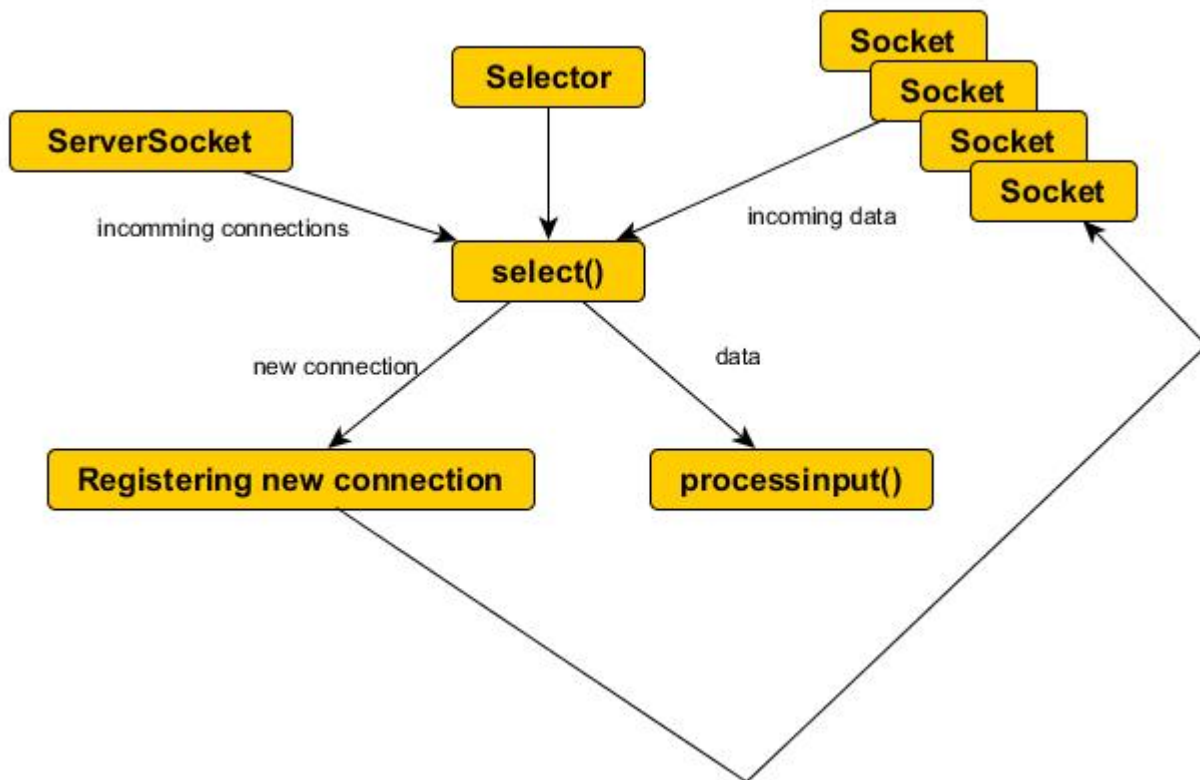 Socket
Selector
Socket
ServerSocket
Socket
Socket
incomming connections
incoming data
select()
new connection
data
Registering new connection
processinput()